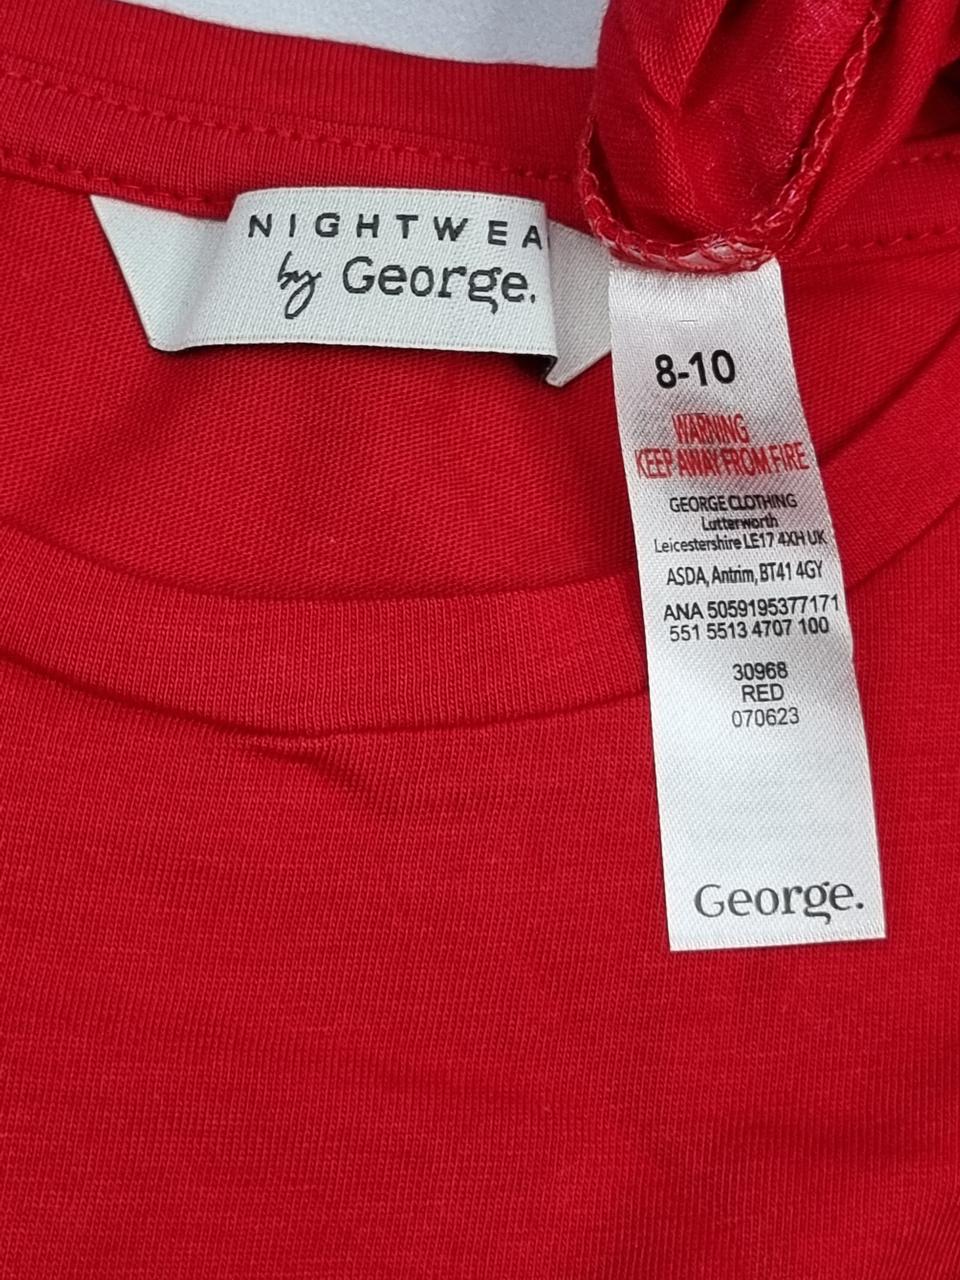 NIGHTWEA
by George.
8-10
WARNING
KEEP AWAY FROM FIRE
GEORGE CLOTHING
Lutterworth
Leicestershire LE17 4XH UK
ASDA, Antrim, BT41 4GY
ANA 5059195377171
551 5513 4707 100
30968
RED
070623
George.